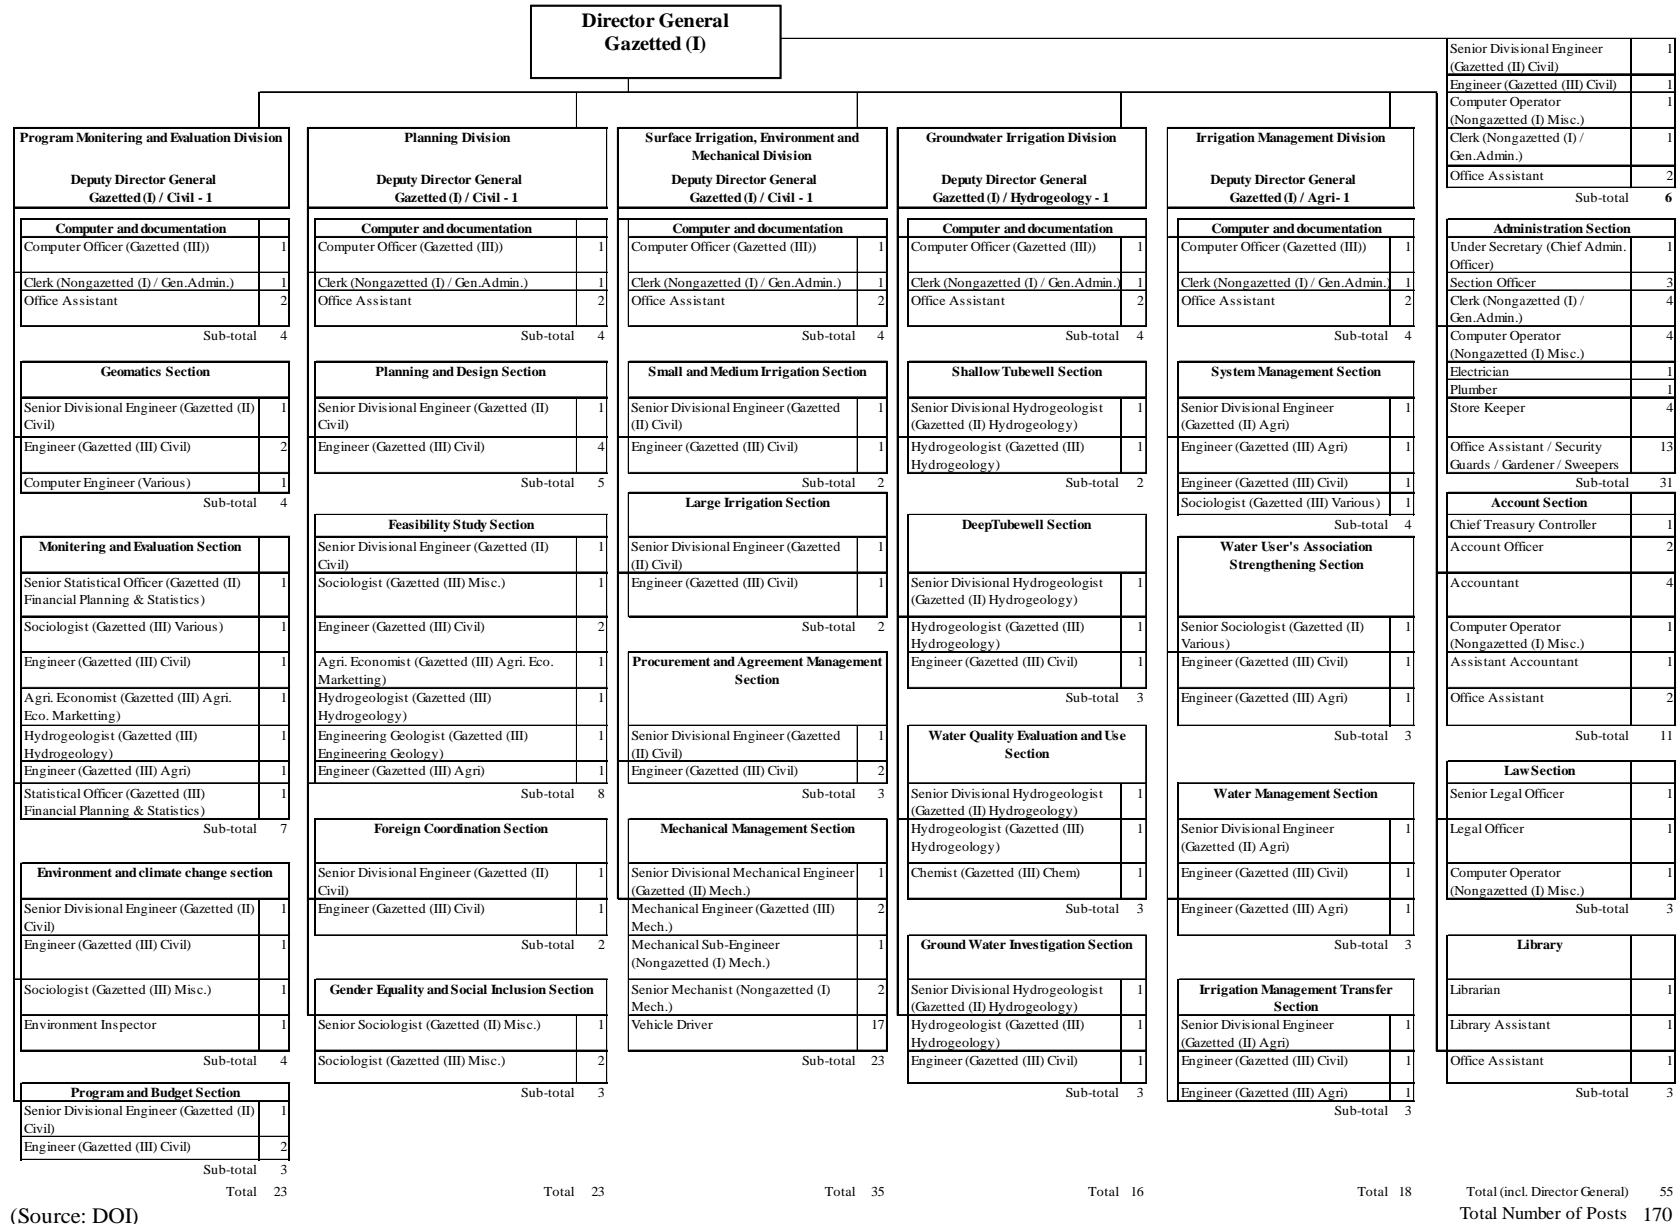 Director General
Gazetted (I)
Senior Divisional Engineer 1
(Gazetted (II) Civil)
Engineer (Gazetted (III) Civil) 1
Computer Operator 1
(Nongazetted (I) Misc.)
Clerk (Nongazetted (I) / 1
Gen.Admin.)
Office Assistant 2
Sub-total 6
Program Monitering and Evaluation Division
Deputy Director General
Gazetted (I) / Civil - 1
Computer and documentation
Computer Officer (Gazetted (III)) 1
Clerk (Nongazetted (I) / Gen.Admin.) 1
Office Assistant 2
Sub-total 4
Geomatics Section
Senior Divisional Engineer (Gazetted (II) 1
Civil)
Engineer (Gazetted (III) Civil) 2
Computer Engineer (Various) 1
Sub-total 4
Monitering and Evaluation Section
Senior Statistical Officer (Gazetted (II) 1
Financial Planning & Statistics)
Sociologist (Gazetted (III) Various) 1
Engineer (Gazetted (III) Civil) 1
Agri. Economist (Gazetted (III) Agri. 1
Eco. Marketting)
Hydrogeologist (Gazetted (III) 1
Hydrogeology)
Engineer (Gazetted (III) Agri) 1
Statistical Officer (Gazetted (III) 1
Financial Planning & Statistics)
Sub-total 7
Environment and climate change section
Senior Divisional Engineer (Gazetted (II) 1
Civil)
Engineer (Gazetted (III) Civil) 1
Sociologist (Gazetted (III) Misc.) 1
Environment Inspector 1
Sub-total 4
Program and Budget Section
Senior Divisional Engineer (Gazetted (II) 1
Civil)
Engineer (Gazetted (III) Civil) 2
Sub-total 3
Total 23
Planning Division
Deputy Director General
Gazetted (I) / Civil - 1
Computer and documentation
Computer Officer (Gazetted (III)) 1
Clerk (Nongazetted (I) / Gen.Admin.) 1
Office Assistant 2
Sub-total 4
Planning and Design Section
Senior Divisional Engineer (Gazetted (II) 1
Civil)
Engineer (Gazetted (III) Civil) 4
Sub-total 5
Feasibility Study Section
Senior Divisional Engineer (Gazetted (II) 1
Civil)
Sociologist (Gazetted (III) Misc.) 1
Engineer (Gazetted (III) Civil) 2
Agri. Economist (Gazetted (III) Agri. Eco. 1
Marketting)
Hydrogeologist (Gazetted (III) 1
Hydrogeology)
Engineering Geologist (Gazetted (III) 1
Engineering Geology)
Engineer (Gazetted (III) Agri) 1
Sub-total 8
Foreign Coordination Section
Senior Divisional Engineer (Gazetted (II) 1
Civil)
Engineer (Gazetted (III) Civil) 1
Sub-total 2
Gender Equality and Social Inclusion Section
Senior Sociologist (Gazetted (II) Misc.) 1
Sociologist (Gazetted (III) Misc.) 2
Sub-total 3
Total 23
Surface Irrigation, Environment and
Mechanical Division
Deputy Director General
Gazetted (I) / Civil - 1
Computer and documentation
Computer Officer (Gazetted (III)) 1
Clerk (Nongazetted (I) / Gen.Admin.) 1
Office Assistant 2
Sub-total 4
Small and Medium Irrigation Section
Senior Divisional Engineer (Gazetted 1
(II) Civil)
Engineer (Gazetted (III) Civil) 1
Sub-total 2
Large Irrigation Section
Senior Divisional Engineer (Gazetted 1
(II) Civil)
Engineer (Gazetted (III) Civil) 1
Sub-total 2
Procurement and Agreement Management
Section
Senior Divisional Engineer (Gazetted 1
(II) Civil)
Engineer (Gazetted (III) Civil) 2
Sub-total 3
Mechanical Management Section
Senior Divisional Mechanical Engineer 1
(Gazetted (II) Mech.)
Mechanical Engineer (Gazetted (III) 2
Mech.)
Mechanical Sub-Engineer 1
(Nongazetted (I) Mech.)
Senior Mechanist (Nongazetted (I) 2
Mech.)
Vehicle Driver 17
Sub-total 23
Total 35
Groundwater Irrigation Division
Deputy Director General
Gazetted (I) / Hydrogeology - 1
Computer and documentation
Computer Officer (Gazetted (III)) 1
Clerk (Nongazetted (I) / Gen.Admin.) 1
Office Assistant 2
Sub-total 4
Shallow Tubewell Section
Senior Divisional Hydrogeologist 1
(Gazetted (II) Hydrogeology)
Hydrogeologist (Gazetted (III) 1
Hydrogeology)
Sub-total 2
DeepTubewell Section
Senior Divisional Hydrogeologist 1
(Gazetted (II) Hydrogeology)
Hydrogeologist (Gazetted (III) 1
Hydrogeology)
Engineer (Gazetted (III) Civil) 1
Sub-total 3
Water Quality Evaluation and Use
Section
Senior Divisional Hydrogeologist 1
(Gazetted (II) Hydrogeology)
Hydrogeologist (Gazetted (III) 1
Hydrogeology)
Chemist (Gazetted (III) Chem) 1
Sub-total 3
Ground Water Investigation Section
Senior Divisional Hydrogeologist 1
(Gazetted (II) Hydrogeology)
Hydrogeologist (Gazetted (III) 1
Hydrogeology)
Engineer (Gazetted (III) Civil) 1
Sub-total 3
Total 16
Irrigation Management Division
Deputy Director General
Gazetted (I) / Agri- 1
Computer and documentation
Computer Officer (Gazetted (III)) 1
Clerk (Nongazetted (I) / Gen.Admin.) 1
Office Assistant 2
Sub-total 4
System Management Section
Senior Divisional Engineer 1
(Gazetted (II) Agri)
Engineer (Gazetted (III) Agri) 1
Engineer (Gazetted (III) Civil) 1
Sociologist (Gazetted (III) Various) 1
Sub-total 4
Water User's Association
Strengthening Section
Senior Sociologist (Gazetted (II) 1
Various)
Engineer (Gazetted (III) Civil) 1
Engineer (Gazetted (III) Agri) 1
Sub-total 3
Water Management Section
Senior Divisional Engineer 1
(Gazetted (II) Agri)
Engineer (Gazetted (III) Civil) 1
Engineer (Gazetted (III) Agri) 1
Sub-total 3
Irrigation Management Transfer
Section
Senior Divisional Engineer 1
(Gazetted (II) Agri)
Engineer (Gazetted (III) Civil) 1
Engineer (Gazetted (III) Agri) 1
Sub-total 3
Total 18
Administration Section
Under Secretary (Chief Admin. 1
Officer)
Section Officer 3
Clerk (Nongazetted (I) / 4
Gen.Admin.)
Computer Operator 4
(Nongazetted (I) Misc.)
Electrician 1
Plumber 1
Store Keeper 4
Office Assistant / Security 13
Guards / Gardener / Sweepers
Sub-total 31
Account Section
Chief Treasury Controller 1
Account Officer 2
Accountant 4
Computer Operator 1
(Nongazetted (I) Misc.)
Assistant Accountant 1
Office Assistant 2
Sub-total 11
Law Section
Senior Legal Officer 1
Legal Officer 1
Computer Operator 1
(Nongazetted (I) Misc.)
Sub-total 3
Library
Librarian 1
Library Assistant 1
Office Assistant 1
Sub-total 3
Total (incl. Director General) 55
Total Number of Posts 170
(Source: DOI)